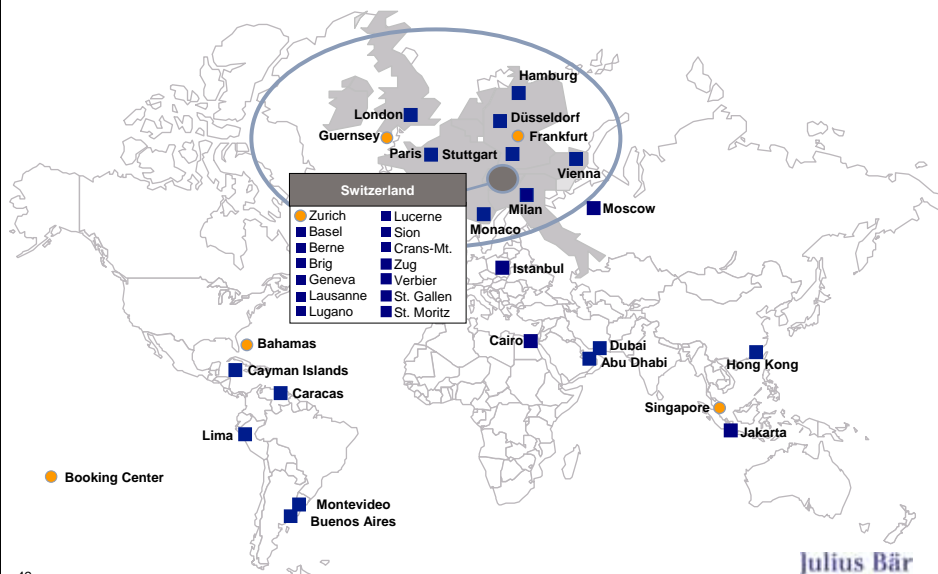 Hamburg
London
Düsseldorf
Guernsey
Frankfurt
Paris
Stuttgart
Vienna
Switzerland
Zurich
Basel
Berne
Brig
Geneva
Lausanne
Lugano
Lucerne
Sion
Crans-Mt.
Zug
Verbier
St. Gallen
St. Moritz
Milan
Monaco
Moscow
Istanbul
Cairo
Dubai
Abu Dhabi
Hong Kong
Bahamas
Cayman Islands
Caracas
Singapore
Jakarta
Lima
Booking Center
Montevideo
Buenos Aires
Julius Bär